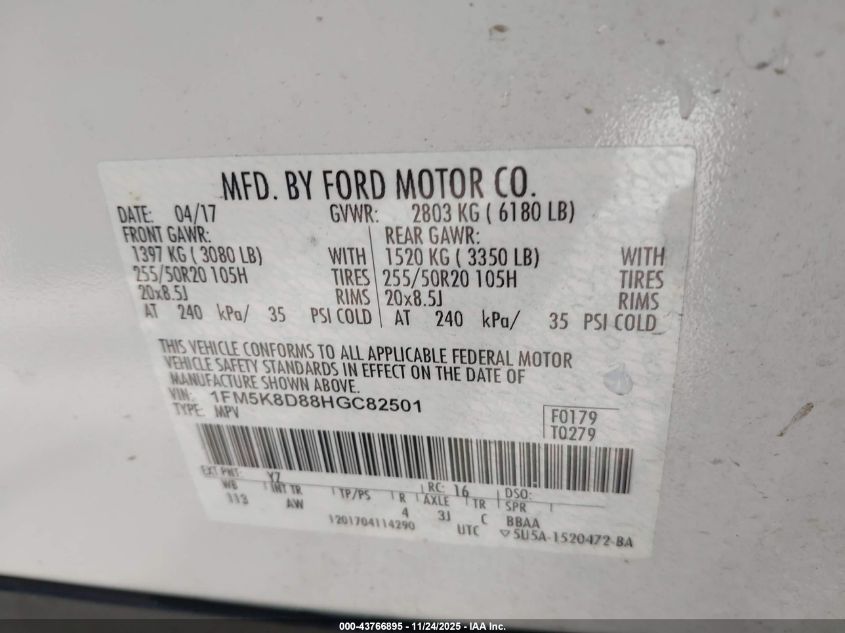 MFD. BY FORD MOTOR CO.
DATE: 04/17 GVWR: 2803 KG ( 6180 LB)
FRONT GAWR: REAR GAWR:
1397 KG ( 3080 LB) WITH 1520 KG ( 3350 LB) WITH
255/50R20 105H TIRES 255/50R20 105H TIRES
20x8.5J RIMS 20x8.5J RIMS
AT 240 kPa/ 35 PSI COLD AT 240 kPa/ 35 PSI COLD
THIS VEHICLE CONFORMS TO ALL APPLICABLE FEDERAL MOTOR
VEHICLE SAFETY STANDARDS IN EFFECT ON THE DATE OF
MANUFACTURE SHOWN ABOVE.
VIN: 1FM5K8D88HGC82501
TYPE: MPV
F0179
T0279
EXT PNT: YZ RC: 16 DSO:
WB INT TR TP/PS R AXLE TR SPR
113 AW 4 3J C BBAA
1201704114290 UTC ▽5U5A-1520472-BA
000-43766895 - 11/24/2025 - IAA Inc.